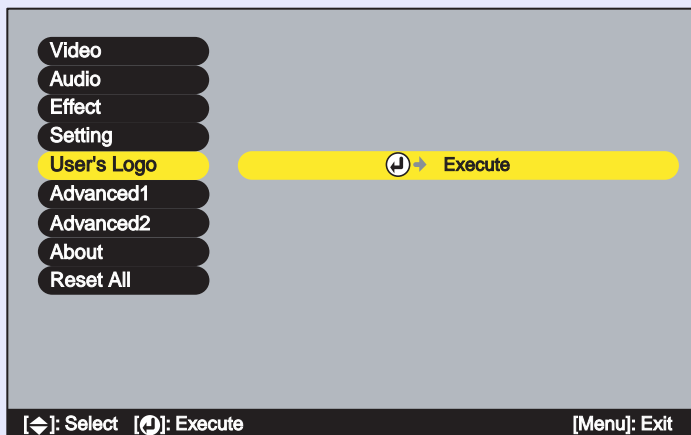 Video
Audio
Effect
Setting
User's Logo
Execute
Advanced1
Advanced2
About
Reset All
[ ]: Select [ ]: Execute [Menu]: Exit